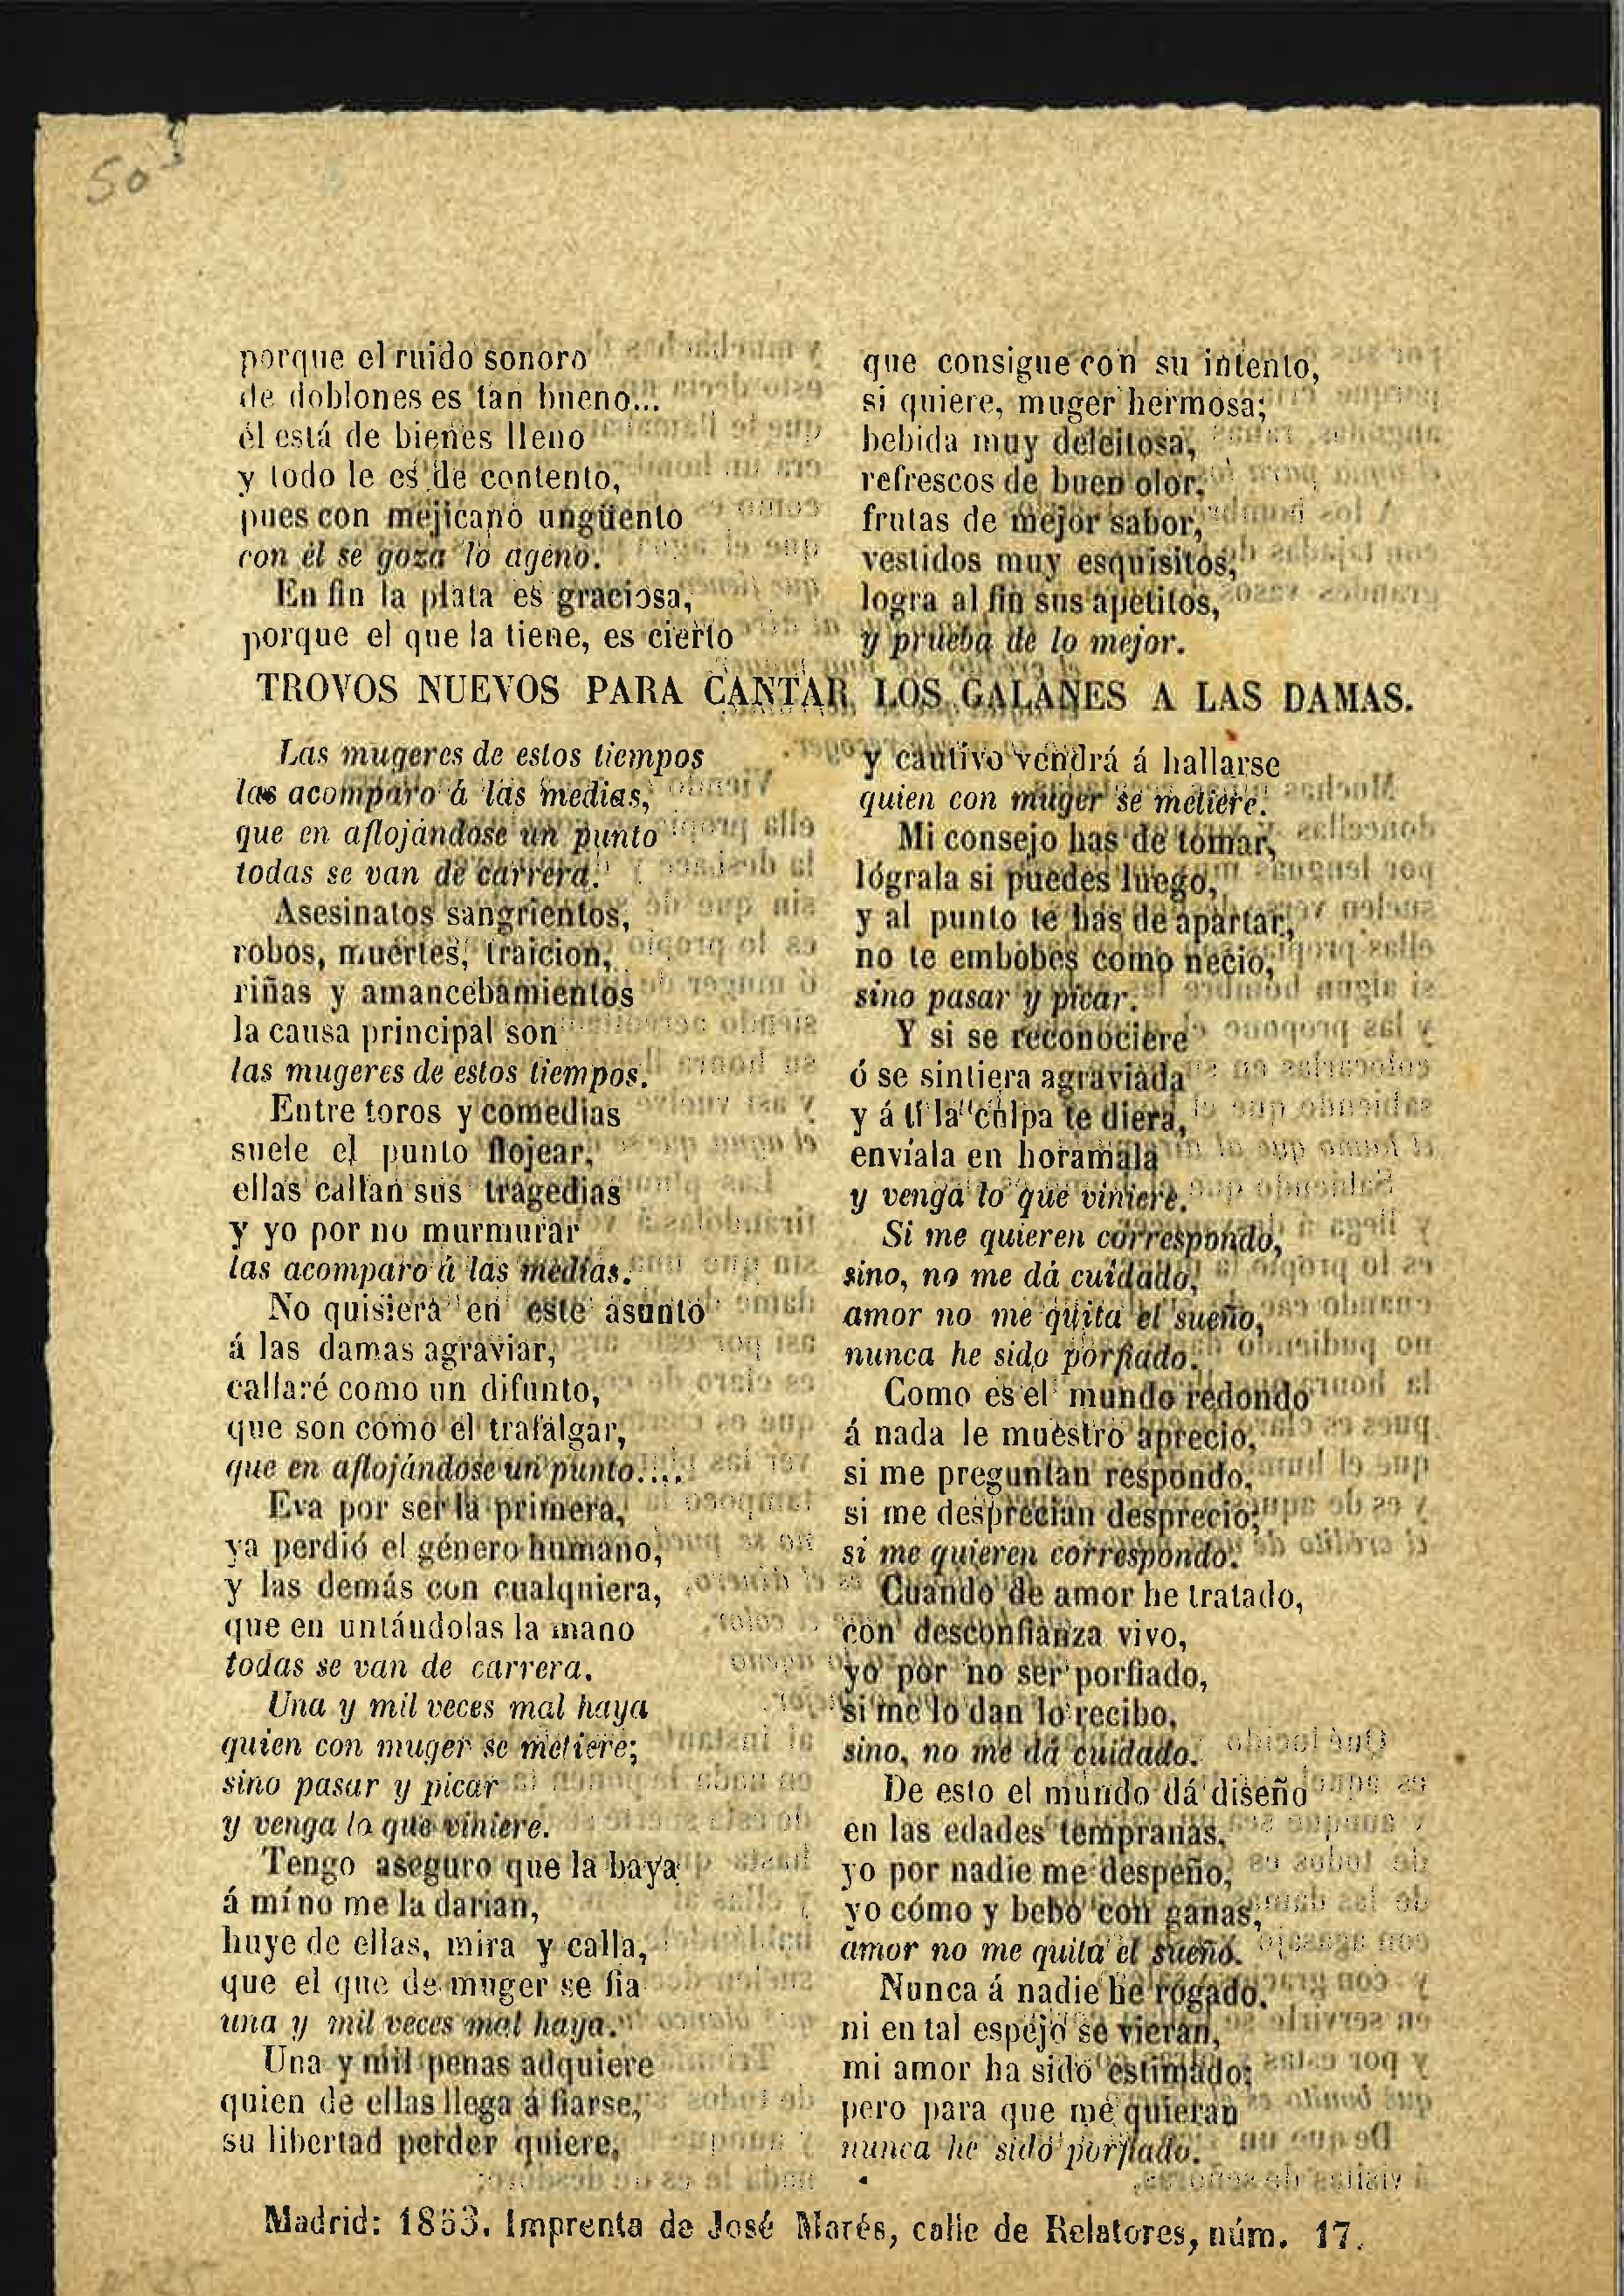 503
porque el ruido sonoro
de doblones es tan bueno...
él está de bienes lleno
y todo le es de contento,
pues con mejicano ungüento
con él se goza lo ageno.
En fin la plata es graciosa,
porque el que la tiene, es cierto
que consigue con su intento,
si quiere, muger hermosa;
bebida muy deleitosa,
refrescos de buen olor,
frutas de mejor sabor,
vestidos muy esquisitos,
logra al fin sus apetitos,
y prueba de lo mejor.
TROVOS NUEVOS PARA CANTAR LOS GALANES A LAS DAMAS.
Las mugeres de estos tiempos
las acomparo á las medias,
que en aflojándose un punto
todas se van de carrera.
Asesinatos sangrientos,
robos, muertes, traicion,
riñas y amancebamientos
la causa principal son
las mugeres de estos tiempos.
Entre toros y comedias
suele el punto flojear,
ellas callan sus tragedias
y yo por no murmurar
las acomparo á las medias.
No quisiera en este asunto
á las damas agraviar,
callaré como un difunto,
que son como el trafalgar,
que en aflojándose un punto....
Eva por ser la primera,
ya perdió el género humano,
y las demás con cualquiera,
que en untándolas la mano
todas se van de carrera.
Una y mil veces mal haya
quien con muger se metiere;
sino pasar y picar
y venga lo que viniere.
Tengo aseguro que la baya
á mí no me la darian,
huye de ellas, mira y calla,
que el que de muger se fia
una y mil veces mal haya.
Una y mil penas adquiere
quien de ellas llega á fiarse,
su libertad perder quiere,
y cautivo vendrá á hallarse
quien con muger se metiere.
Mi consejo has de tomar,
lógrala si puedes luego,
y al punto te has de apartar,
no te embobes como necio,
sino pasar y picar.
Y si se reconociere
ó se sintiera agraviada
y á tí la culpa te diera,
enviala en horamala
y venga lo que viniere.
Si me quieren correspondo,
sino, no me dá cuidado,
amor no me quita el sueño,
nunca he sido porfiado.
Como es el mundo redondo
á nada le muestro aprecio,
si me preguntan respondo,
si me desprecian desprecio;
si me quieren correspondo.
Cuando de amor he tratado,
con desconfianza vivo,
yo por no ser porfiado,
si me lo dan lo recibo,
sino, no me dá cuidado.
De esto el mundo dá diseño
en las edades tempranas,
yo por nadie me despeño,
yo cómo y bebo con ganas,
amor no me quita el sueño.
Nunca á nadie he rogado,
ni en tal espejo se vieran,
mi amor ha sido estimado;
pero para que me quieran
nunca he sido porfiado.
Madrid: 1853. Imprenta de José Marés, calle de Relatores, núm. 17.